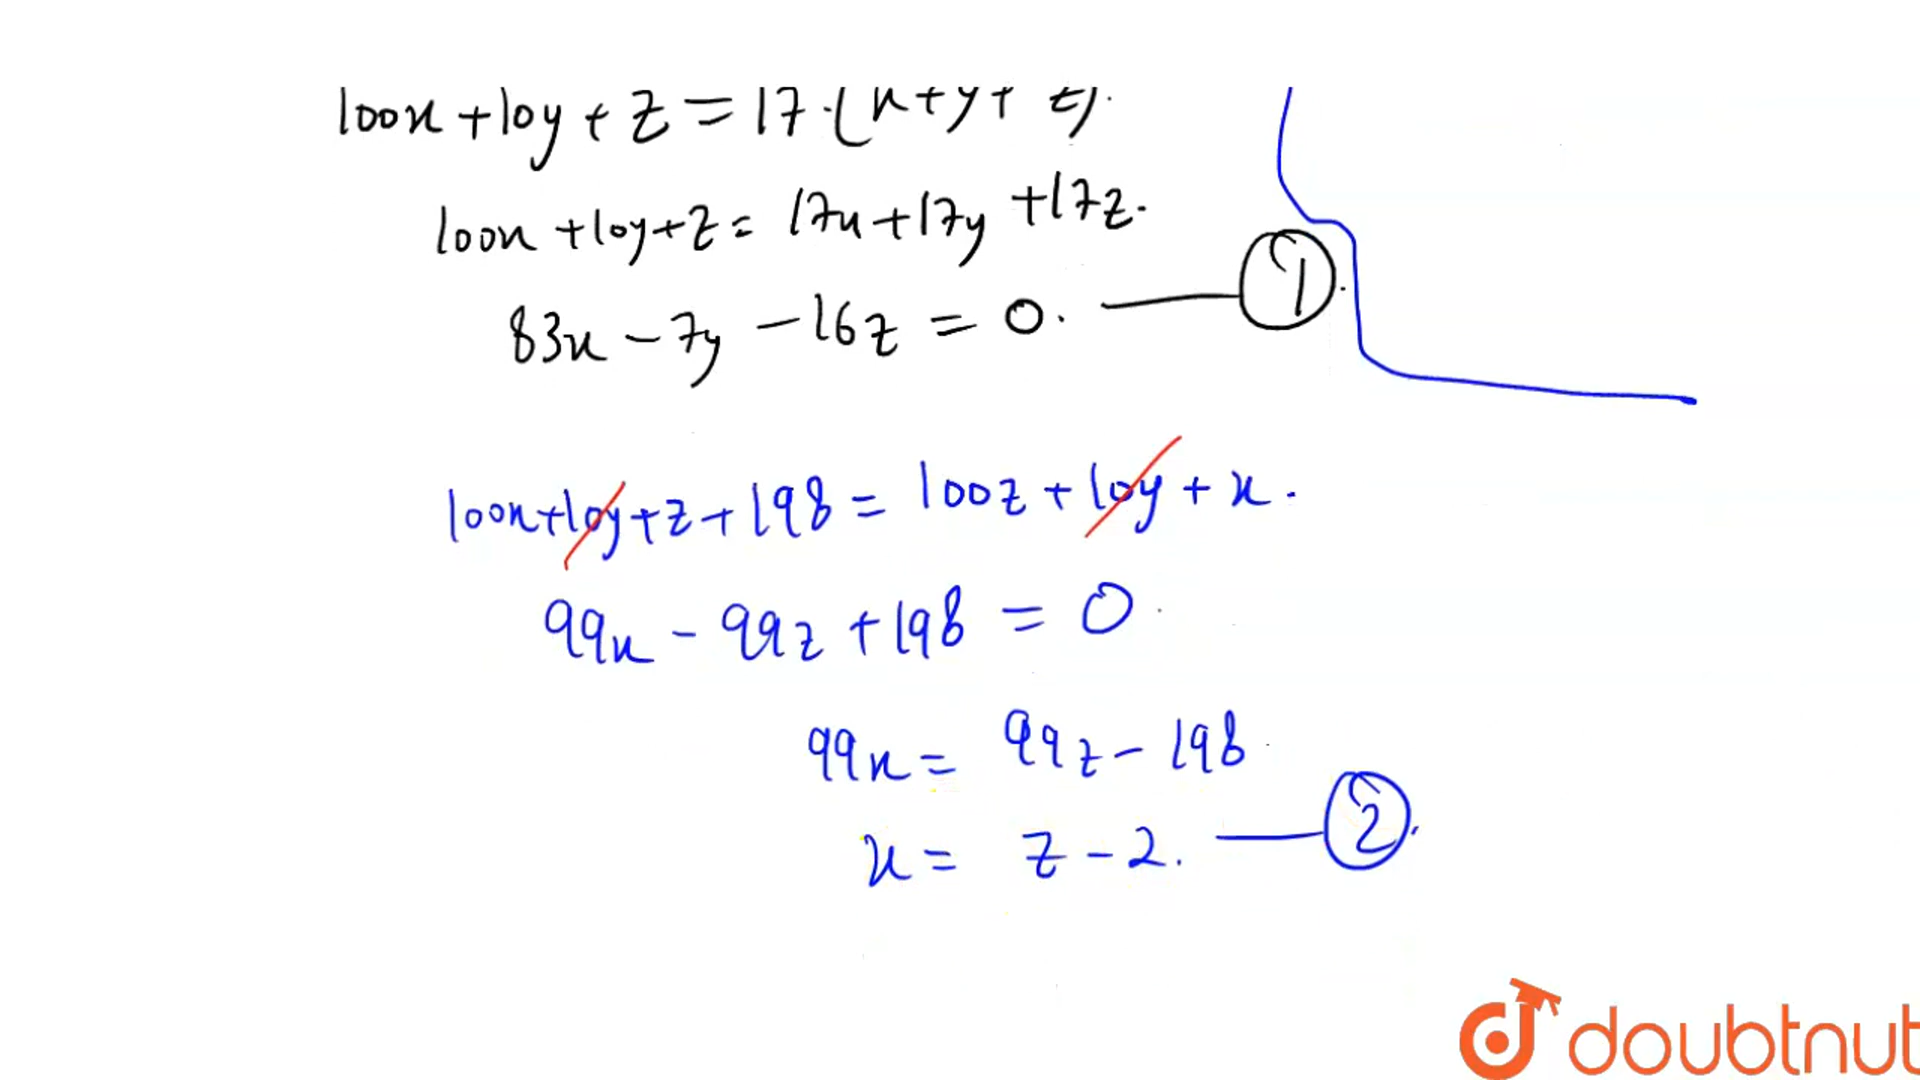 100x + 10y + z = 17.(x + y + z).
100x + 10y + z = 17x + 17y + 17z.
83x - 7y - 16z = 0. ——— 1
100x + 10y + z + 198 = 100z + 10y + x.
99x - 99z + 198 = 0
99x = 99z - 198
x = z - 2. ——— 2
doubtnut